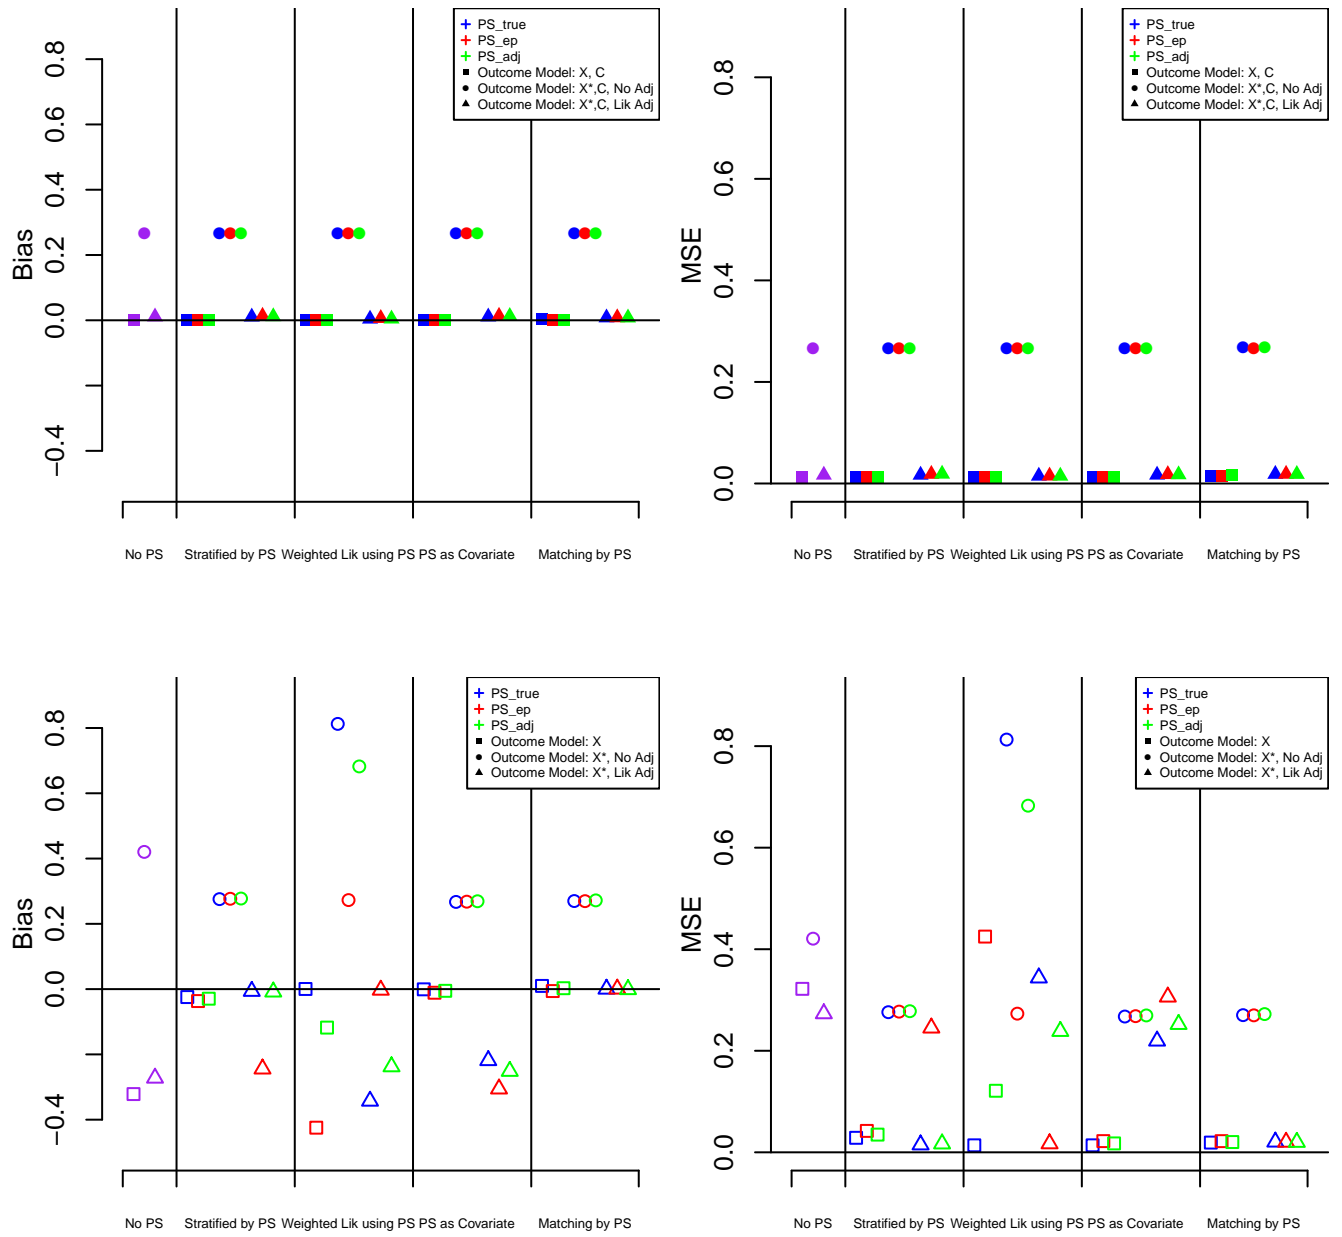 PS_true
PS_ep
PS_adj
Outcome Model: X, C
Outcome Model: X*,C, No Adj
Outcome Model: X*,C, Lik Adj
Bias
0.8
0.6
0.4
0.2
0.0
−0.4
No PS
Stratified by PS
Weighted Lik using PS
PS as Covariate
Matching by PS
PS_true
PS_ep
PS_adj
Outcome Model: X, C
Outcome Model: X*,C, No Adj
Outcome Model: X*,C, Lik Adj
MSE
0.8
0.6
0.4
0.2
0.0
No PS
Stratified by PS
Weighted Lik using PS
PS as Covariate
Matching by PS
PS_true
PS_ep
PS_adj
Outcome Model: X
Outcome Model: X*, No Adj
Outcome Model: X*, Lik Adj
Bias
0.8
0.6
0.4
0.2
0.0
−0.4
No PS
Stratified by PS
Weighted Lik using PS
PS as Covariate
Matching by PS
PS_true
PS_ep
PS_adj
Outcome Model: X
Outcome Model: X*, No Adj
Outcome Model: X*, Lik Adj
MSE
0.8
0.6
0.4
0.2
0.0
No PS
Stratified by PS
Weighted Lik using PS
PS as Covariate
Matching by PS